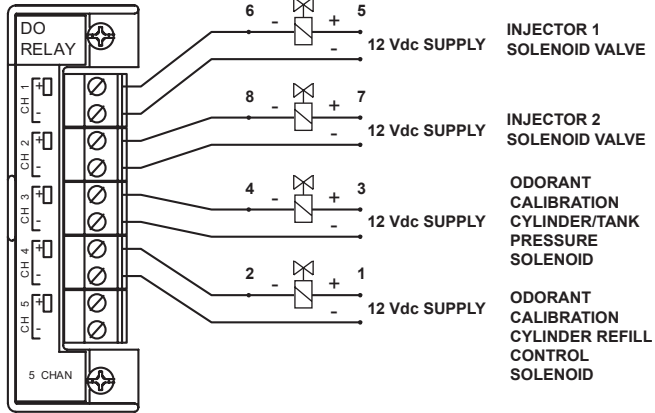 DO
RELAY
CH 1
+
-
CH 2
+
-
CH 3
+
-
CH 4
+
-
CH 5
+
-
5 CHAN
6 - + 5
-
12 Vdc SUPPLY
INJECTOR 1
SOLENOID VALVE
8 - + 7
-
12 Vdc SUPPLY
INJECTOR 2
SOLENOID VALVE
4 - + 3
-
12 Vdc SUPPLY
ODORANT
CALIBRATION
CYLINDER/TANK
PRESSURE
SOLENOID
2 - + 1
-
12 Vdc SUPPLY
ODORANT
CALIBRATION
CYLINDER REFILL
CONTROL
SOLENOID